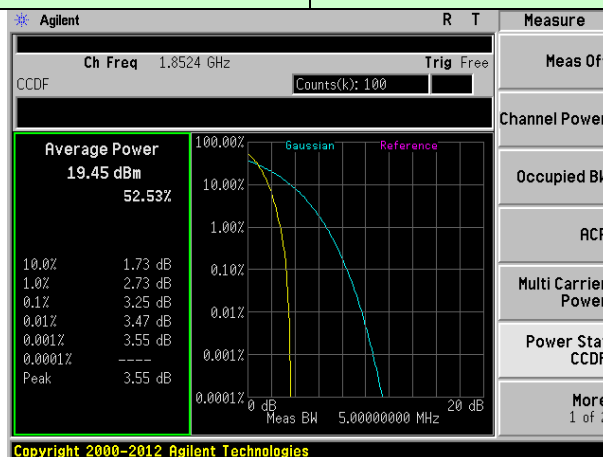 Agilent R T
Ch Freq 1.8524 GHz Trig Free
CCDF Counts(k): 100
Average Power
19.45 dBm
52.53%
10.0% 1.73 dB
1.0% 2.73 dB
0.1% 3.25 dB
0.01% 3.47 dB
0.001% 3.55 dB
0.0001% ----
Peak 3.55 dB
Gaussian Reference
100.00%
10.00%
1.00%
0.10%
0.01%
0.001%
0.0001%
0 dB 20 dB
Meas BW 5.00000000 MHz
Measure
Meas Of
Channel Power
Occupied BW
ACP
Multi Carrier
Power
Power Sta
CCDF
More
1 of 2
Copyright 2000-2012 Agilent Technologies